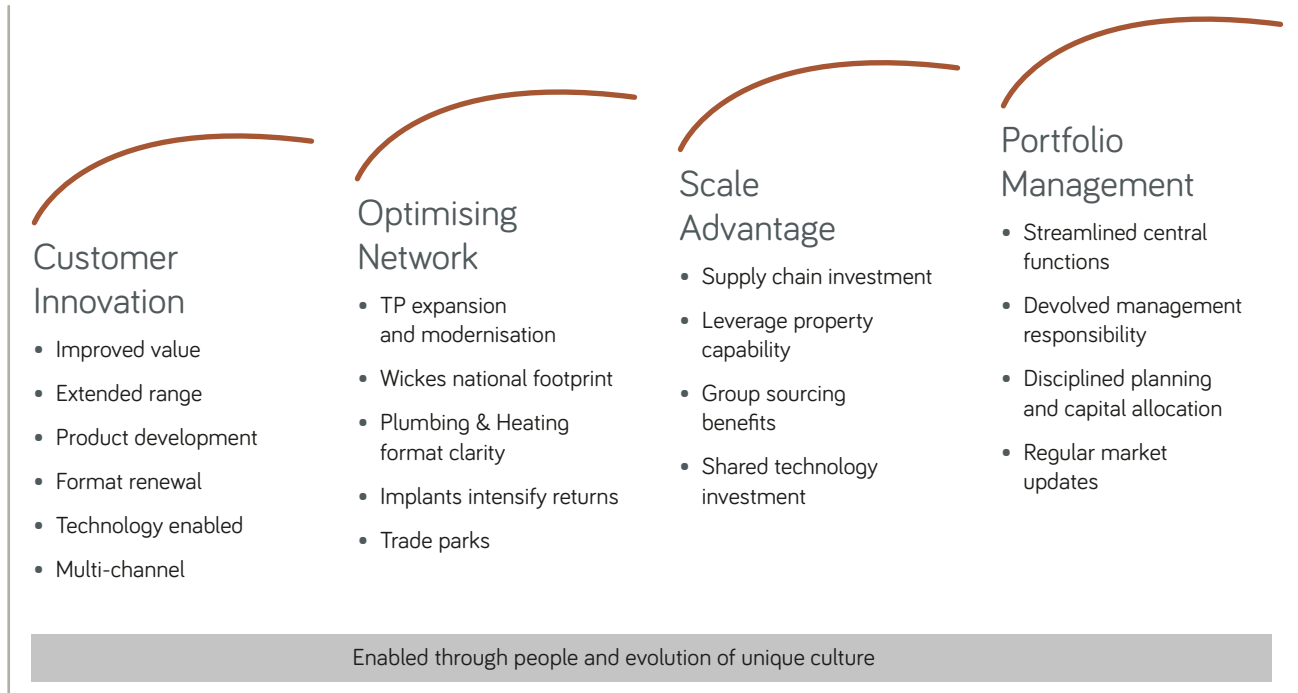 Customer
Innovation
• Improved value
• Extended range
• Product development
• Format renewal
• Technology enabled
• Multi-channel
Optimising
Network
• TP expansion
and modernisation
• Wickes national footprint
• Plumbing & Heating
format clarity
• Implants intensify returns
• Trade parks
Scale
Advantage
• Supply chain investment
• Leverage property
capability
• Group sourcing
benefits
• Shared technology
investment
Portfolio
Management
• Streamlined central
functions
• Devolved management
responsibility
• Disciplined planning
and capital allocation
• Regular market
updates
Enabled through people and evolution of unique culture